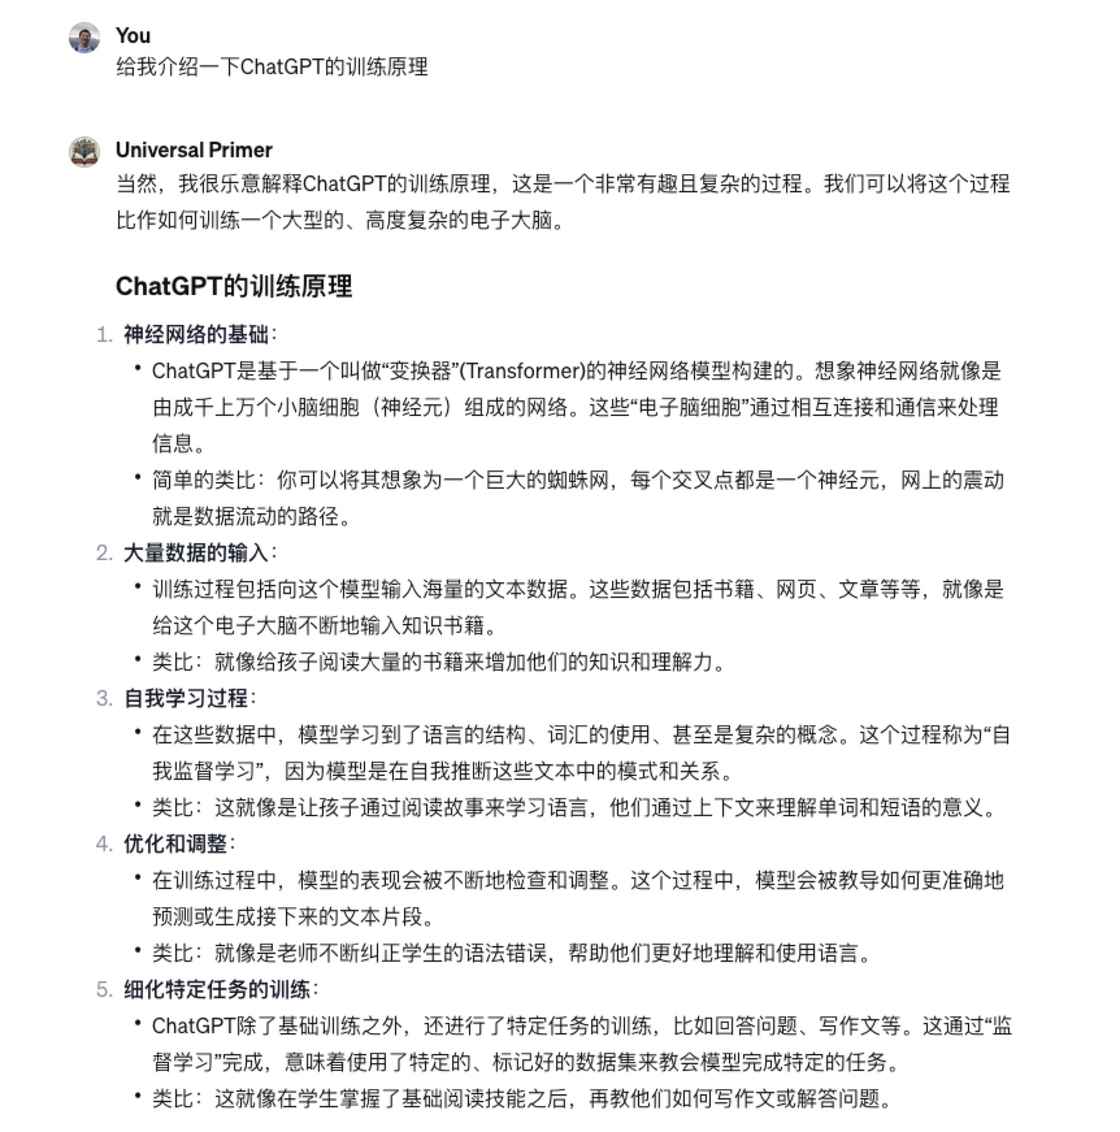 You
给我介绍一下ChatGPT的训练原理
Universal Primer
当然，我很乐意解释ChatGPT的训练原理，这是一个非常有趣且复杂的过程。我们可以将这个过程
比作如何训练一个大型的、高度复杂的电子大脑。
ChatGPT的训练原理
1. 神经网络的基础：
• ChatGPT是基于一个叫做“变换器”(Transformer)的神经网络模型构建的。想象神经网络就像是
由成千上万个小脑细胞（神经元）组成的网络。这些“电子脑细胞”通过相互连接和通信来处理
信息。
• 简单的类比：你可以将其想象为一个巨大的蜘蛛网，每个交叉点都是一个神经元，网上的震动
就是数据流动的路径。
2. 大量数据的输入：
• 训练过程包括向这个模型输入海量的文本数据。这些数据包括书籍、网页、文章等等，就像是
给这个电子大脑不断地输入知识书籍。
• 类比：就像给孩子阅读大量的书籍来增加他们的知识和理解力。
3. 自我学习过程：
• 在这些数据中，模型学习到了语言的结构、词汇的使用、甚至是复杂的概念。这个过程称为“自
我监督学习”，因为模型是在自我推断这些文本中的模式和关系。
• 类比：这就像是让孩子通过阅读故事来学习语言，他们通过上下文来理解单词和短语的意义。
4. 优化和调整：
• 在训练过程中，模型的表现会被不断地检查和调整。这个过程中，模型会被教导如何更准确地
预测或生成接下来的文本片段。
• 类比：就像是老师不断纠正学生的语法错误，帮助他们更好地理解和使用语言。
5. 细化特定任务的训练：
• ChatGPT除了基础训练之外，还进行了特定任务的训练，比如回答问题、写作文等。这通过“监
督学习”完成，意味着使用了特定的、标记好的数据集来教会模型完成特定的任务。
• 类比：这就像在学生掌握了基础阅读技能之后，再教他们如何写作文或解答问题。